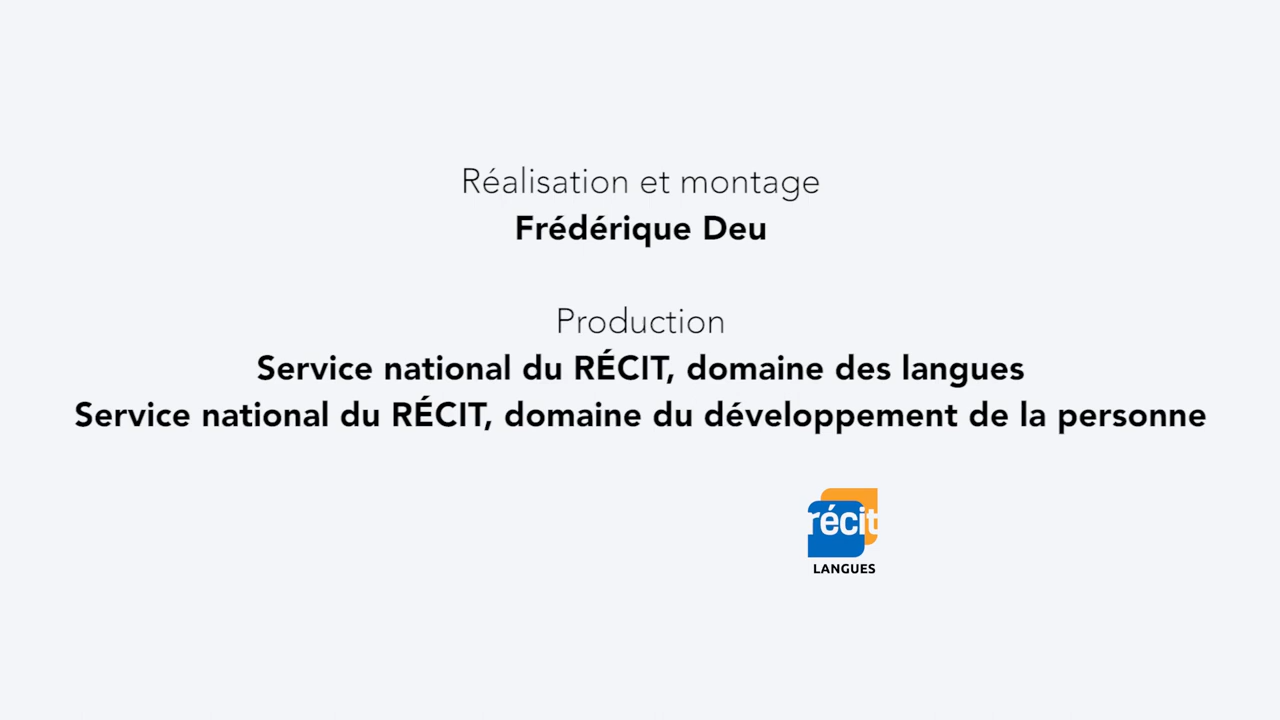 Réalisation et montage
Frédérique Deu
Production
Service national du RÉCIT, domaine des langues
Service national du RÉCIT, domaine du développement de la personne
récit
LANGUES